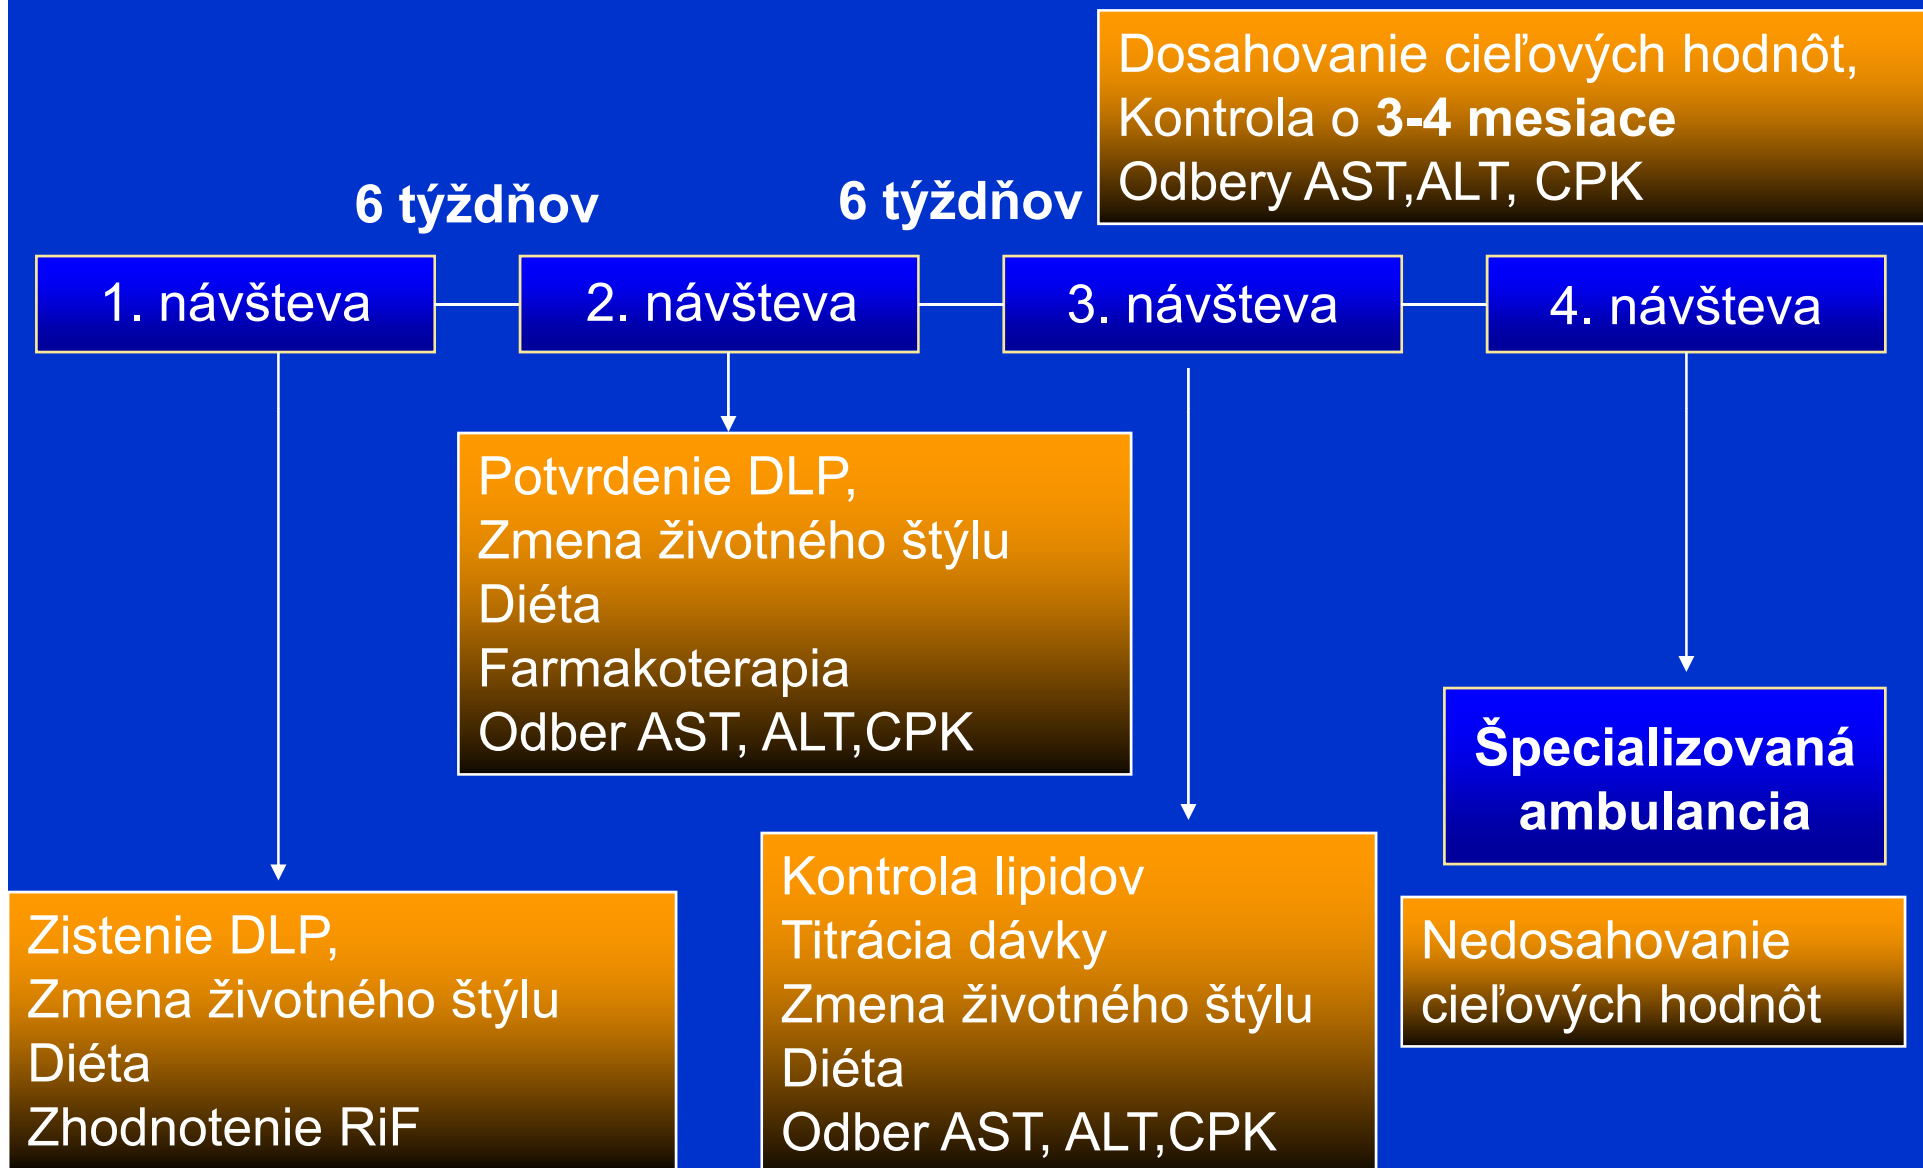 Dosahovanie cieľových hodnôt,
Kontrola o 3-4 mesiace
Odbery AST,ALT, CPK
6 týždňov
6 týždňov
1. návšteva
2. návšteva
3. návšteva
4. návšteva
Potvrdenie DLP,
Zmena životného štýlu
Diéta
Farmakoterapia
Odber AST, ALT,CPK
Špecializovaná
ambulancia
Zistenie DLP,
Zmena životného štýlu
Diéta
Zhodnotenie RiF
Kontrola lipidov
Titrácia dávky
Zmena životného štýlu
Diéta
Odber AST, ALT,CPK
Nedosahovanie
cieľových hodnôt